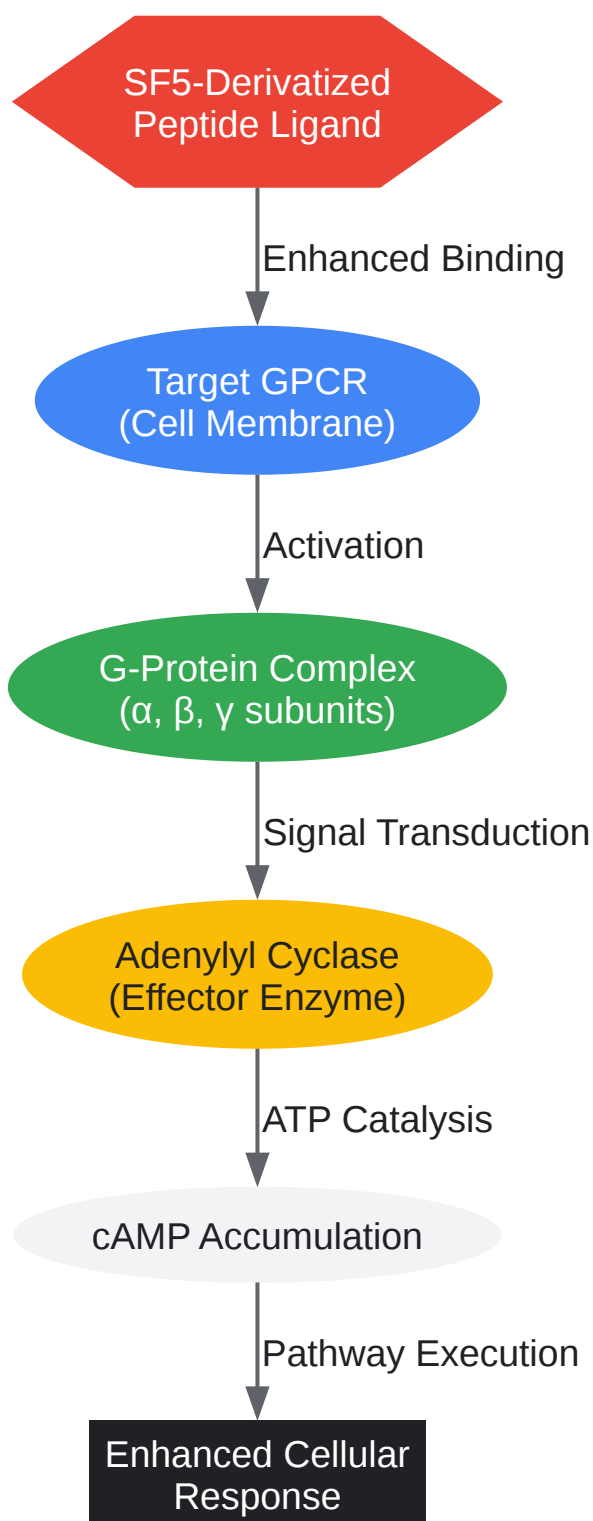 SF5-Derivatized
Peptide Ligand
Enhanced Binding
Target GPCR
(Cell Membrane)
Activation
G-Protein Complex
(α, β, γ subunits)
Signal Transduction
Adenylyl Cyclase
(Effector Enzyme)
ATP Catalysis
cAMP Accumulation
Pathway Execution
Enhanced Cellular
Response